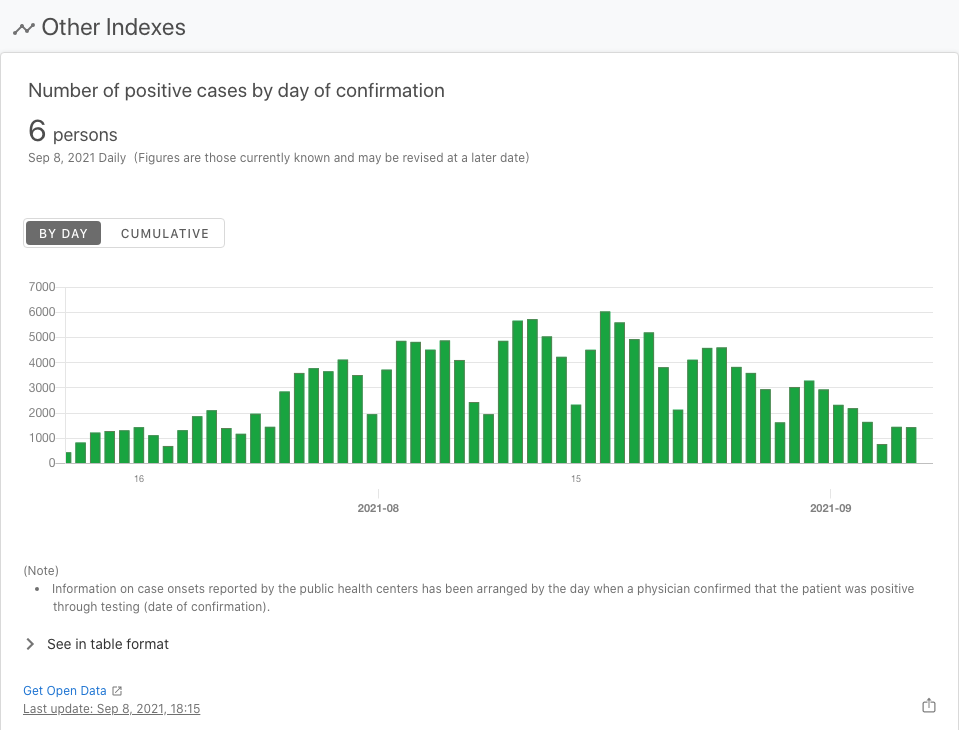 Other Indexes
Number of positive cases by day of confirmation
6 persons
Sep 8, 2021 Daily (Figures are those currently known and may be revised at a later date)
BY DAY CUMULATIVE
7000
6000
5000
4000
3000
2000
1000
0
16 15
2021-08 2021-09
(Note)
• Information on case onsets reported by the public health centers has been arranged by the day when a physician confirmed that the patient was positive
through testing (date of confirmation).
See in table format
Get Open Data
Last update: Sep 8, 2021, 18:15